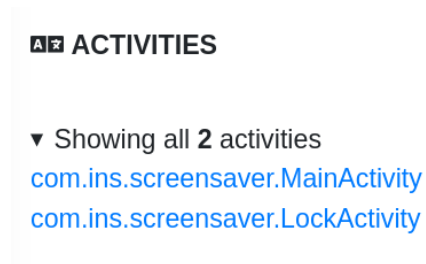 ACTIVITIES
▼ Showing all 2 activities
com.ins.screensaver.MainActivity
com.ins.screensaver.LockActivity